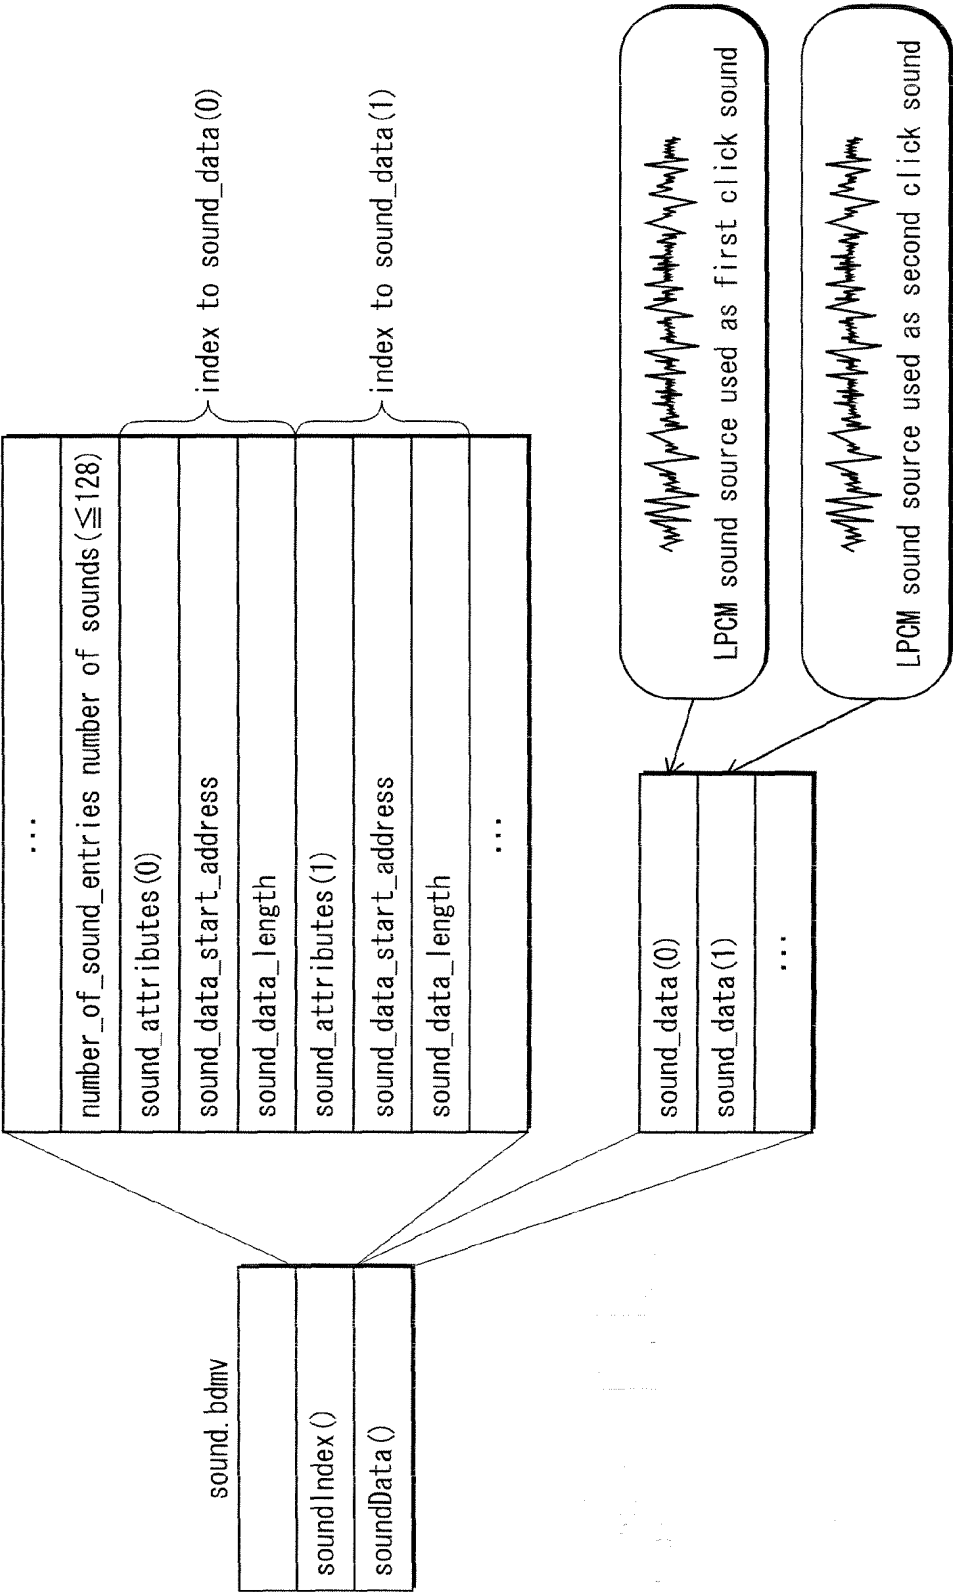 sound.bdmv
soundIndex()
soundData()
...
number_of_sound_entries number of sounds(≦128)
sound_attributes(0)
sound_data_start_address
sound_data_length
sound_attributes(1)
sound_data_start_address
sound_data_length
...
index to sound_data(0)
index to sound_data(1)
sound_data(0)
sound_data(1)
...
LPCM sound source used as first click sound
LPCM sound source used as second click sound